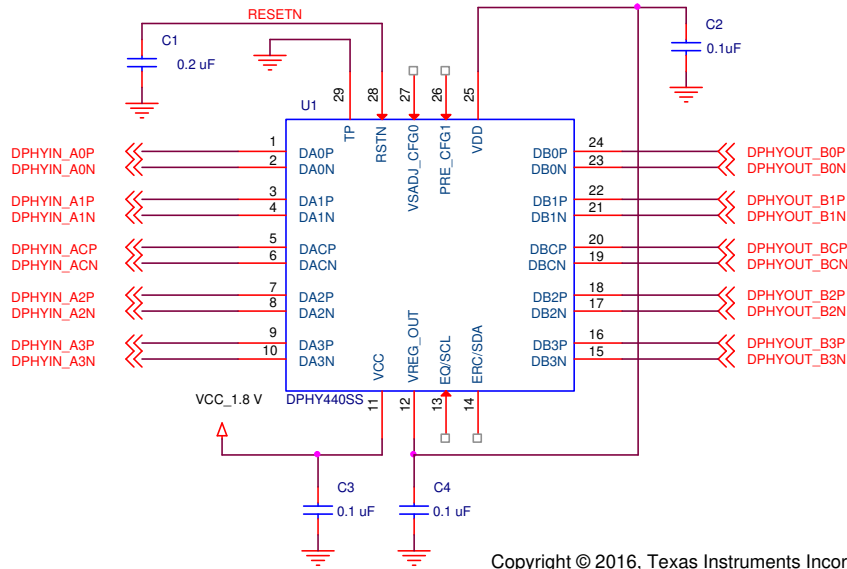 RESETN
C1
0.2 uF
C2
0.1uF
U1
29
28
27
26
25
TP
RSTN
VSADJ_CFG0
PRE_CFG1
VDD
DPHYIN_A0P 1 DA0P DB0P 24 DPHYOUT_B0P
DPHYIN_A0N 2 DA0N DB0N 23 DPHYOUT_B0N
DPHYIN_A1P 3 DA1P DB1P 22 DPHYOUT_B1P
DPHYIN_A1N 4 DA1N DB1N 21 DPHYOUT_B1N
DPHYIN_ACP 5 DACP DBCP 20 DPHYOUT_BCP
DPHYIN_ACN 6 DACN DBCN 19 DPHYOUT_BCN
DPHYIN_A2P 7 DA2P DB2P 18 DPHYOUT_B2P
DPHYIN_A2N 8 DA2N DB2N 17 DPHYOUT_B2N
DPHYIN_A3P 9 DA3P DB3P 16 DPHYOUT_B3P
DPHYIN_A3N 10 DA3N DB3N 15 DPHYOUT_B3N
VCC
VREG_OUT
EQ/SCL
ERC/SDA
VCC_1.8 V
DPHY440SS
11
12
13
14
C3
0.1 uF
C4
0.1 uF
Copyright © 2016, Texas Instruments Incor